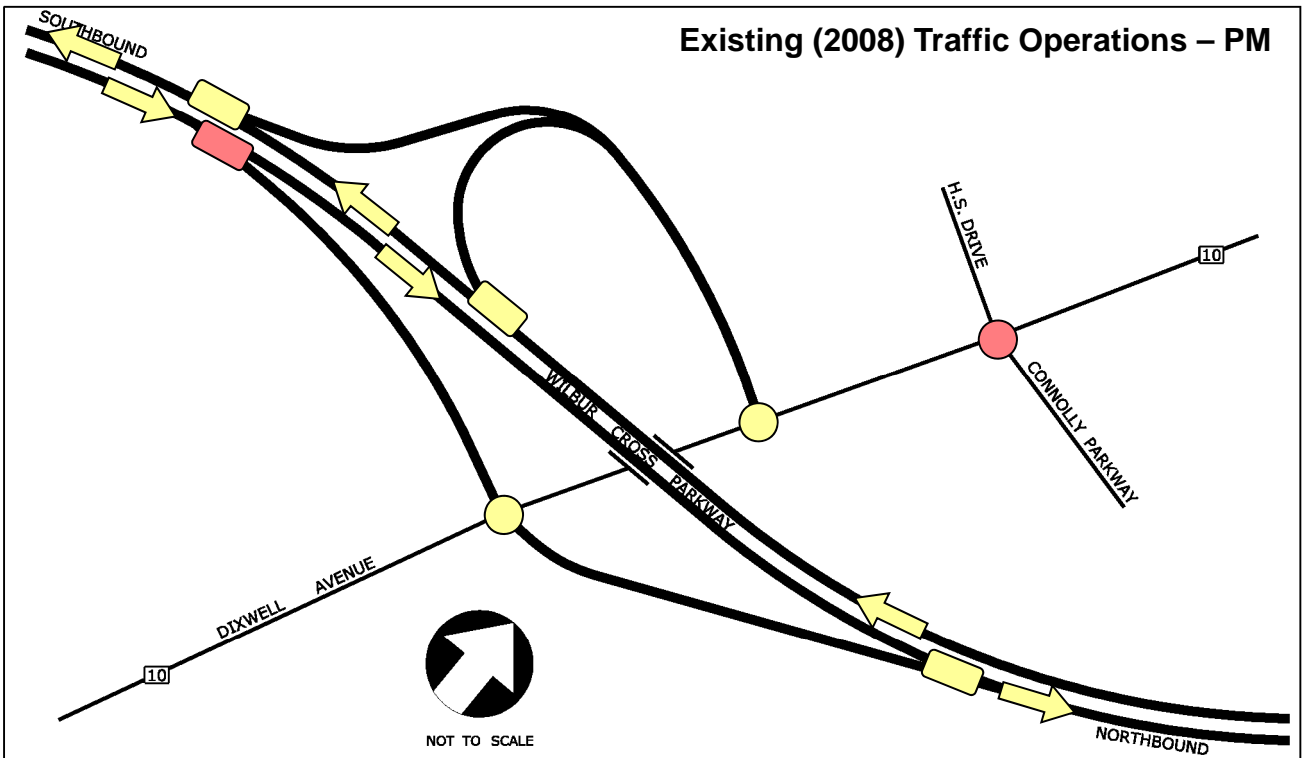 Existing (2008) Traffic Operations – PM
SOUTHBOUND
H.S. DRIVE
10
CONNOLLY PARKWAY
WILBUR CROSS PARKWAY
DIXWELL AVENUE
10
NOT TO SCALE
NORTHBOUND